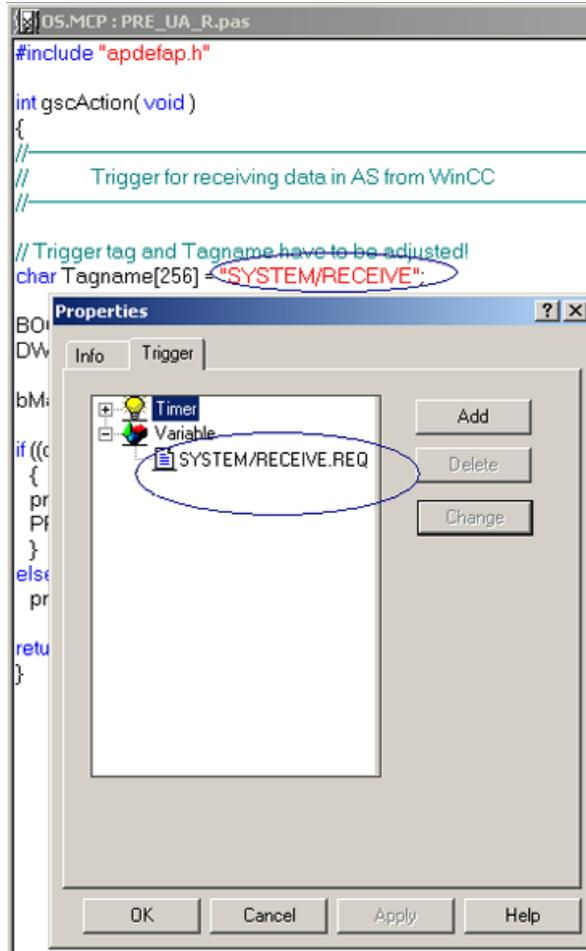 OS.MCP : PRE_UA_R.pas
#include "apdefap.h"
int gscAction( void )
{
//
// Trigger for receiving data in AS from WinCC
//
// Trigger tag and Tagname have to be adjusted!
char Tagname[256] = "SYSTEM/RECEIVE";
Properties
Info Trigger
Timer
Variable
SYSTEM/RECEIVE.REQ
Add
Delete
Change
if ((
{
}
else
}
OK Cancel Apply Help